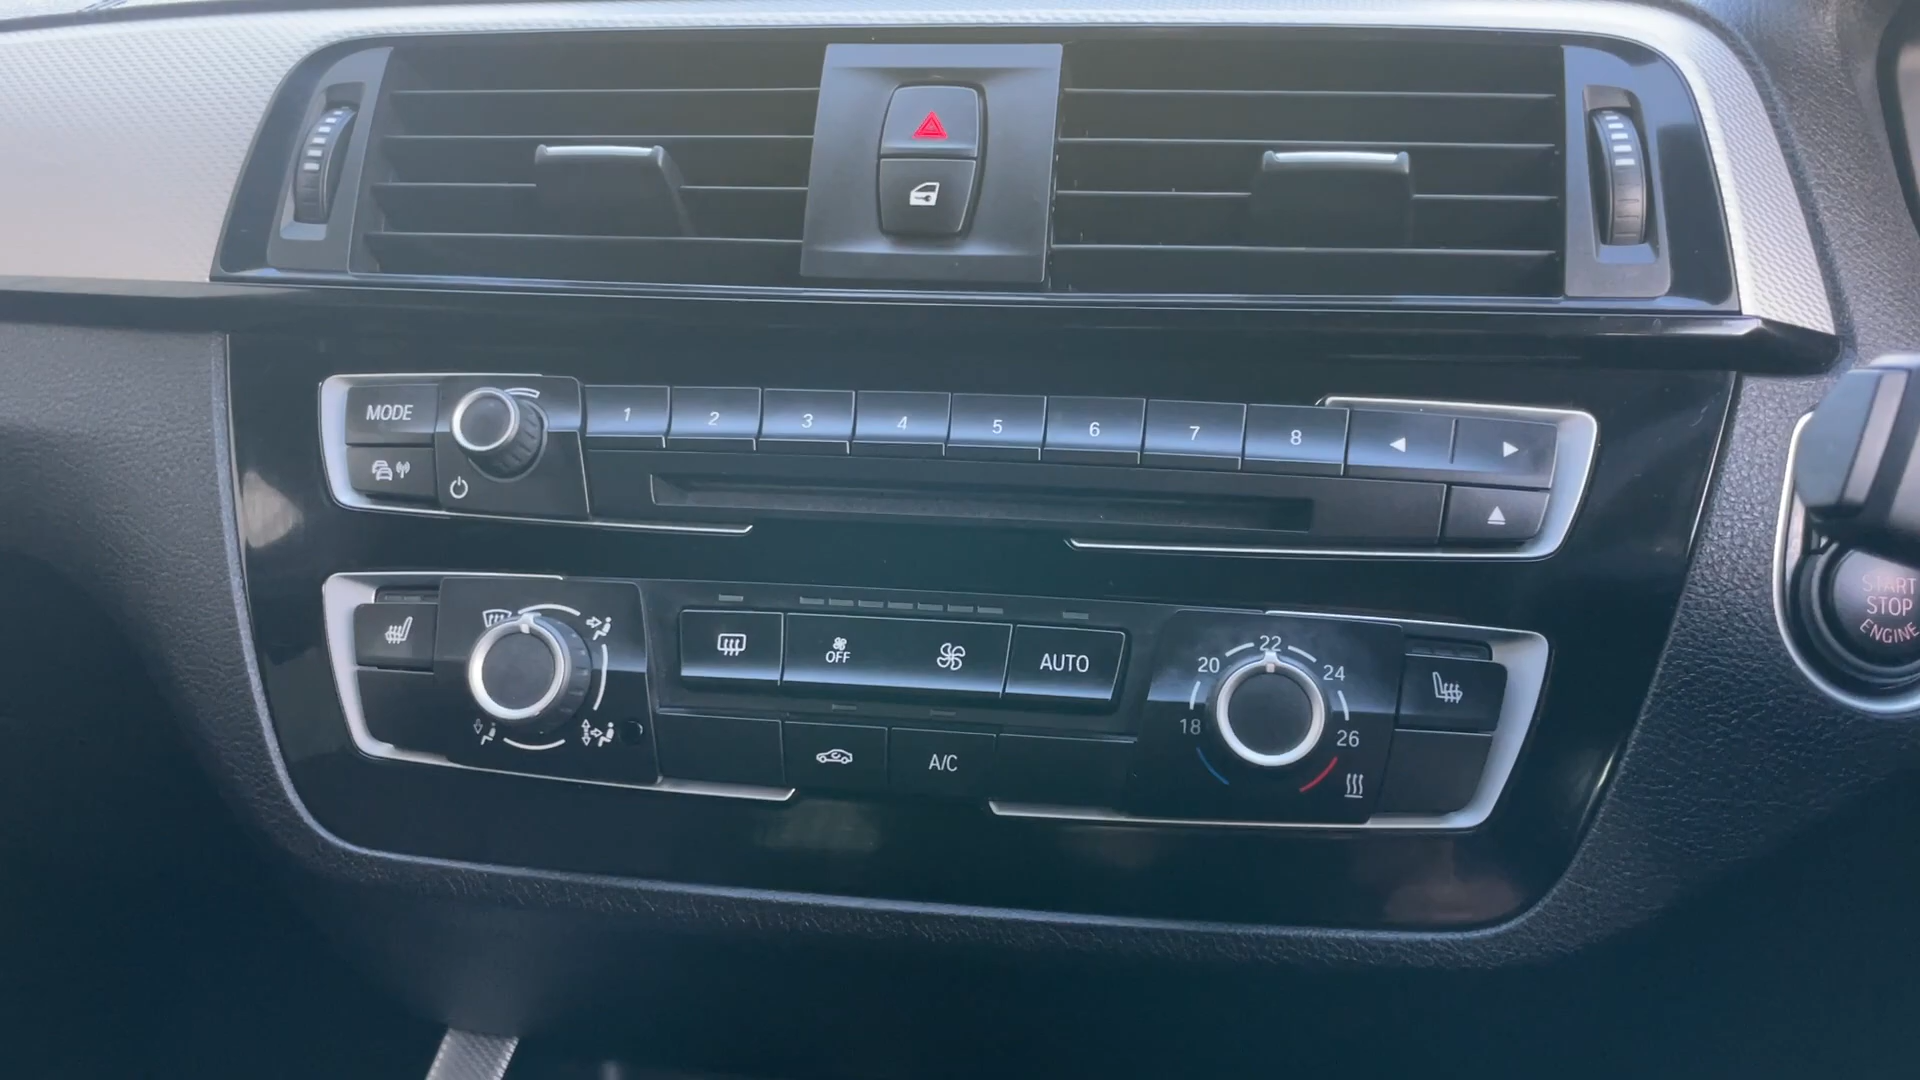 MODE
1 2 3 4 5 6 7 8
START
STOP
ENGINE
OFF
AUTO
A/C
18 20 22 24 26